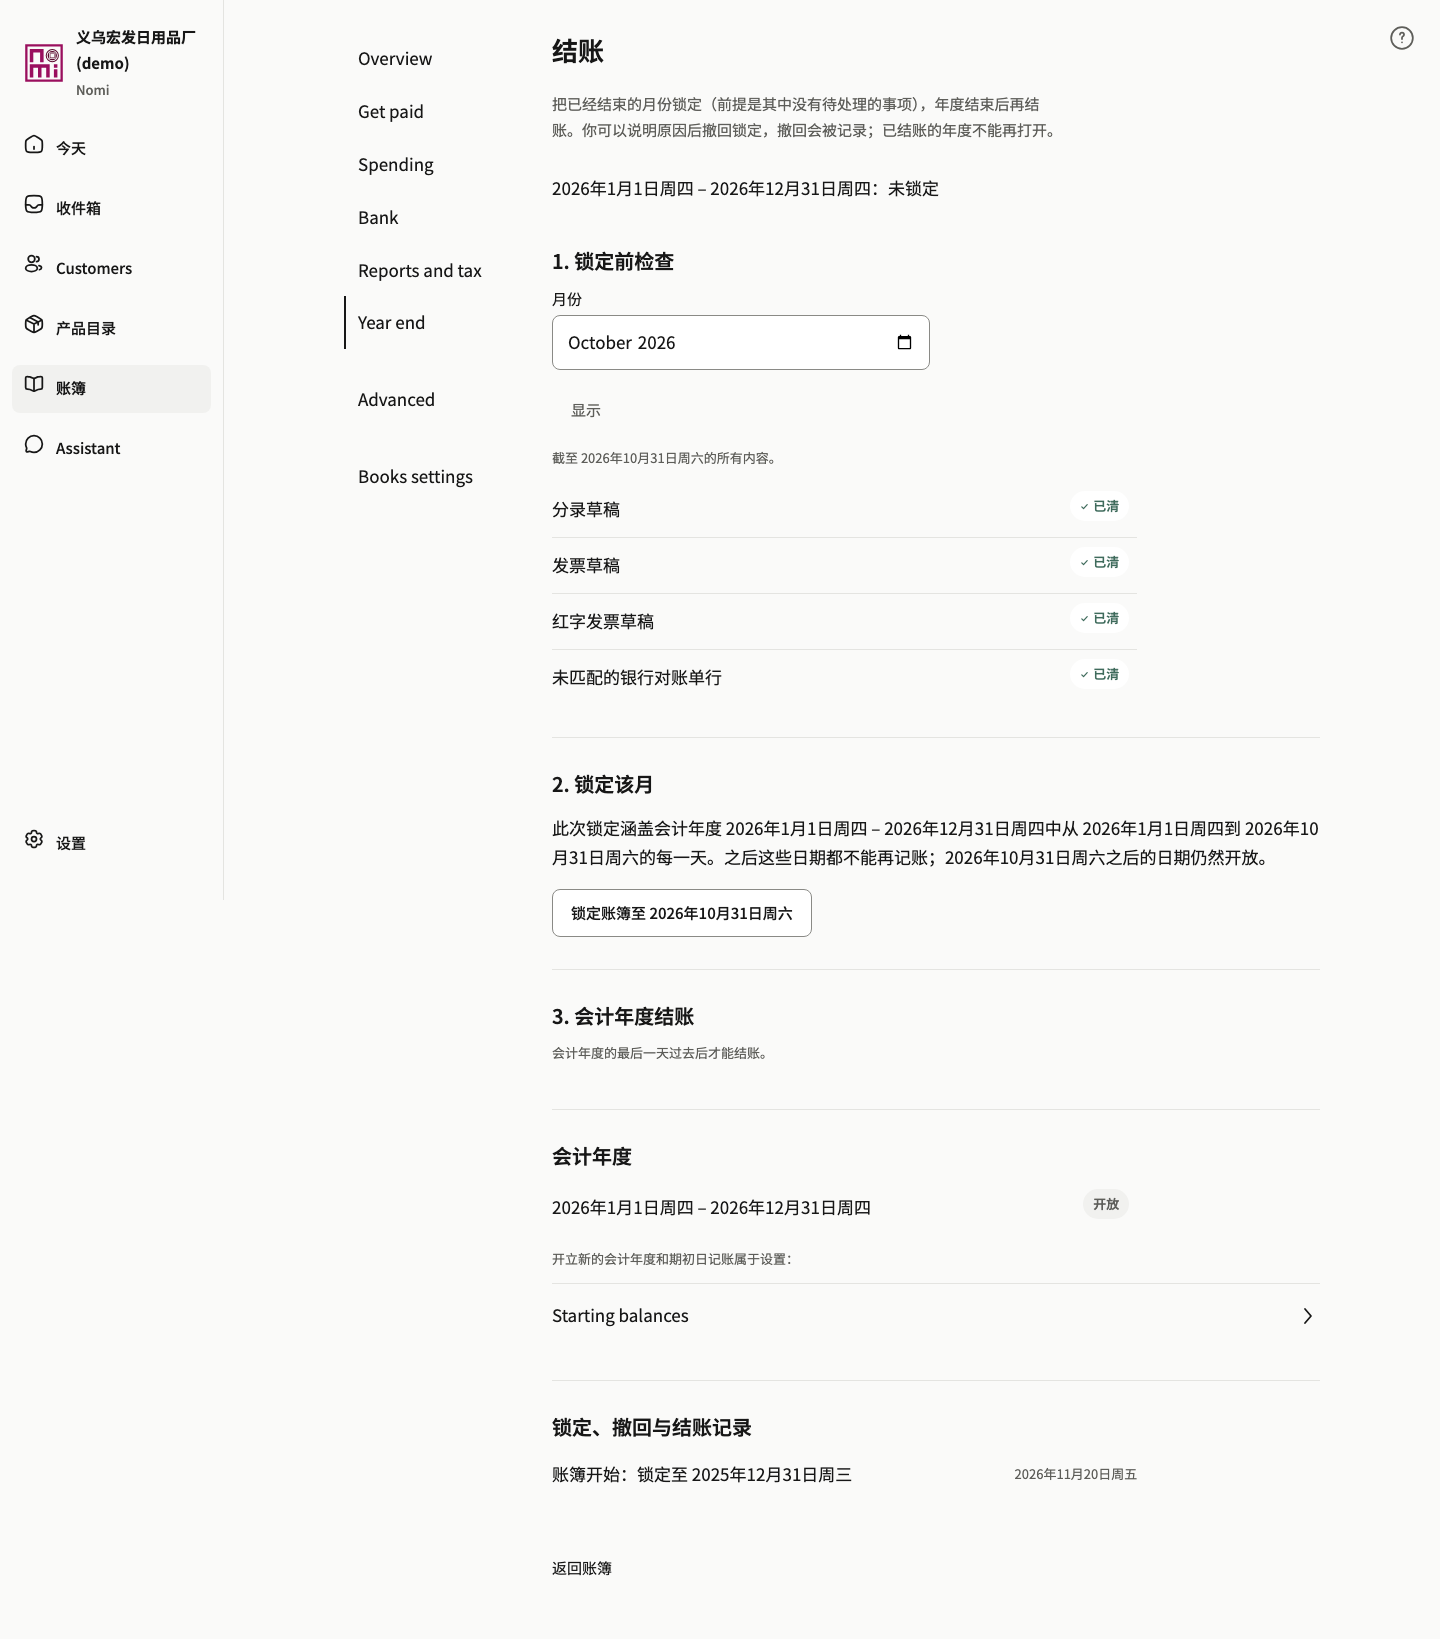 义乌宏发日用品厂
(demo)
Nomi
今天
收件箱
Customers
产品目录
账簿
Assistant
设置
Overview
Get paid
Spending
Bank
Reports and tax
Year end
Advanced
Books settings
结账
把已经结束的月份锁定（前提是其中没有待处理的事项），年度结束后再结
账。你可以说明原因后撤回锁定，撤回会被记录；已结账的年度不能再打开。
2026年1月1日周四 – 2026年12月31日周四：未锁定
1. 锁定前检查
月份
October 2026
显示
截至 2026年10月31日周六的所有内容。
分录草稿
已清
发票草稿
已清
红字发票草稿
已清
未匹配的银行对账单行
已清
2. 锁定该月
此次锁定涵盖会计年度 2026年1月1日周四 – 2026年12月31日周四中从 2026年1月1日周四到 2026年10
月31日周六的每一天。之后这些日期都不能再记账；2026年10月31日周六之后的日期仍然开放。
锁定账簿至 2026年10月31日周六
3. 会计年度结账
会计年度的最后一天过去后才能结账。
会计年度
2026年1月1日周四 – 2026年12月31日周四
开放
开立新的会计年度和期初日记账属于设置：
Starting balances
锁定、撤回与结账记录
账簿开始：锁定至 2025年12月31日周三
2026年11月20日周五
返回账簿